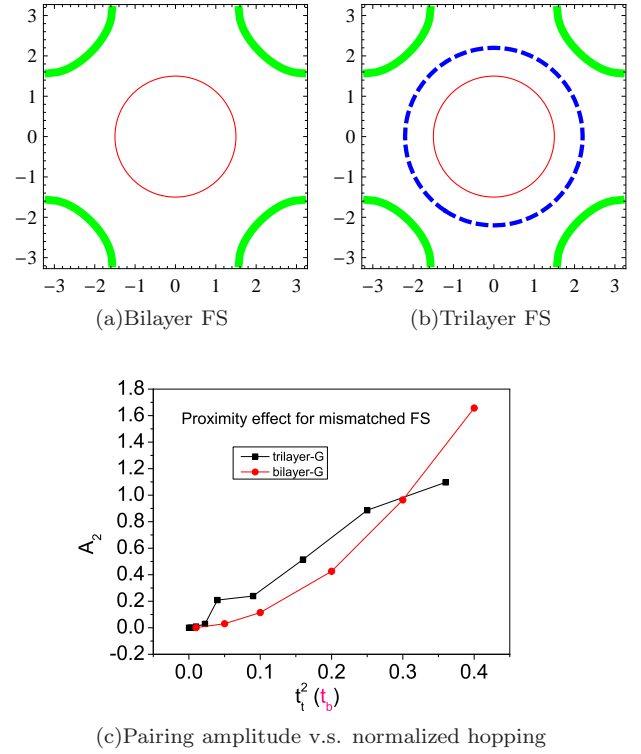 3
2
1
0
−1
−2
−3
−3 −2 −1 0 1 2 3
(a)Bilayer FS
3
2
1
0
−1
−2
−3
−3 −2 −1 0 1 2 3
(b)Trilayer FS
1.8
1.6
1.4
1.2
1.0
0.8
0.6
0.4
0.2
0.0
-0.2
A₂
Proximity effect for mismatched FS
trilayer-G
bilayer-G
0.0 0.1 0.2 0.3 0.4
tₜ² (t_b)
(c)Pairing amplitude v.s. normalized hopping